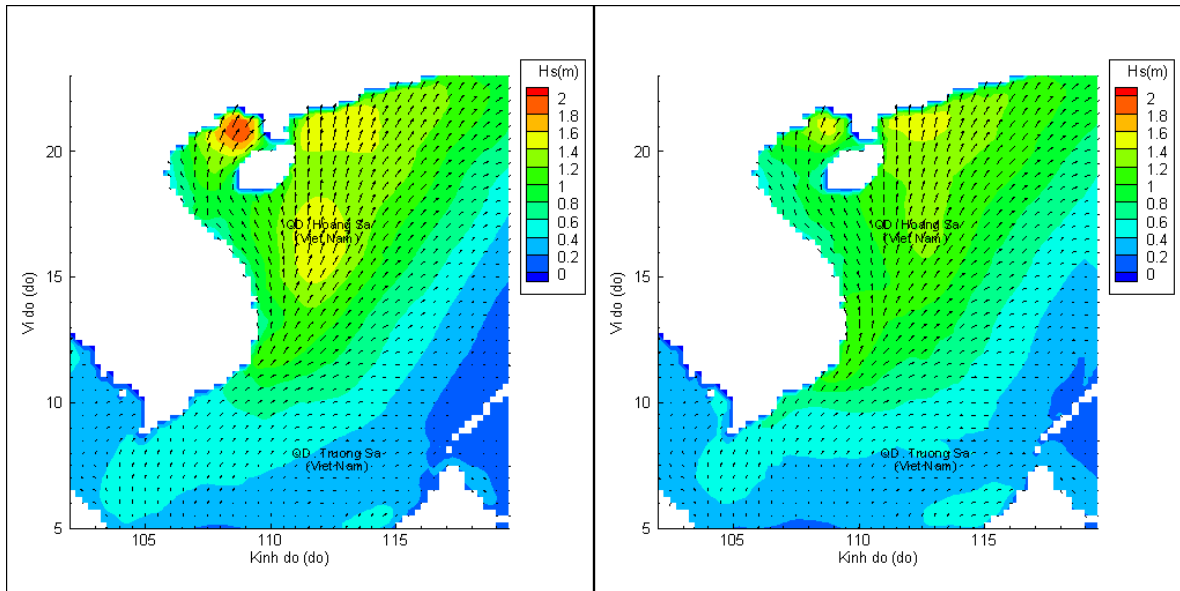 Hs(m)
2
1.8
1.6
1.4
1.2
1
0.8
0.6
0.4
0.2
0
20
15
10
5
105
110
115
Vi do (do)
Kinh do (do)
QD. Hoang Sa
(Viet Nam)
QD. Truong Sa
(Viet Nam)
Hs(m)
2
1.8
1.6
1.4
1.2
1
0.8
0.6
0.4
0.2
0
20
15
10
5
105
110
115
Vi do (do)
Kinh do (do)
QD. Hoang Sa
(Viet Nam)
QD. Truong Sa
(Viet Nam)